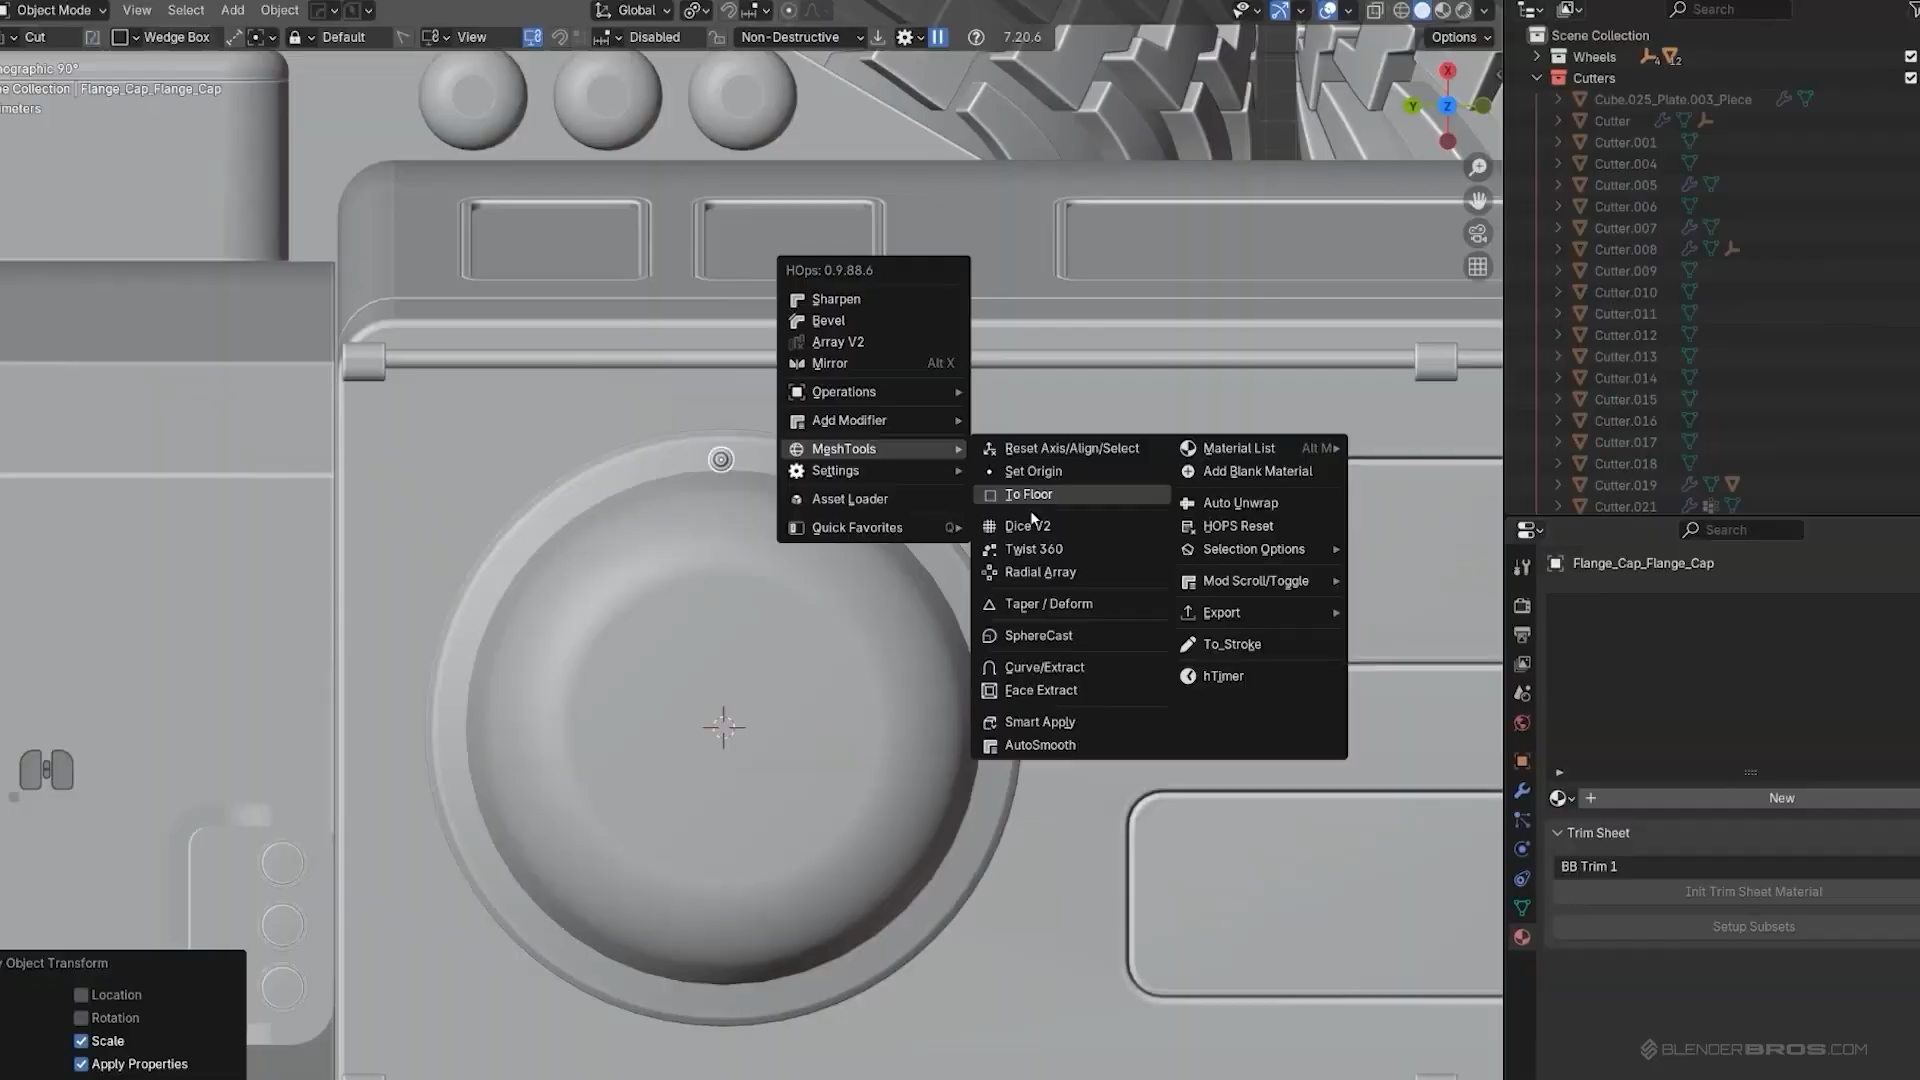 Object Mode View Select Add Object Global Search
Cut Wedge Box Default View Disabled Non-Destructive 7.20.6 Options
nographic 90°
e Collection | Flange_Cap_Flange_Cap
imeters
X
Y
Z
HOps: 0.9.88.6
Sharpen
Bevel
Array V2
Mirror Alt X
Operations
Add Modifier
MeshTools
Settings
Asset Loader
Quick Favorites Q
Reset Axis/Align/Select
Set Origin
To Floor
Dice V2
Twist 360
Radial Array
Taper / Deform
SphereCast
Curve/Extract
Face Extract
Smart Apply
AutoSmooth
Material List Alt M
Add Blank Material
Auto Unwrap
HOPS Reset
Selection Options
Mod Scroll/Toggle
Export
To_Stroke
hTimer
y Object Transform
Location
Rotation
Scale
Apply Properties
Scene Collection
Wheels 4 12
Cutters
Cube.025_Plate.003_Piece
Cutter
Cutter.001
Cutter.004
Cutter.005
Cutter.006
Cutter.007
Cutter.008
Cutter.009
Cutter.010
Cutter.011
Cutter.012
Cutter.013
Cutter.014
Cutter.015
Cutter.016
Cutter.017
Cutter.018
Cutter.019
Cutter.021
Search
Flange_Cap_Flange_Cap
New
Trim Sheet
BB Trim 1
Init Trim Sheet Material
Setup Subsets
BLENDERBROS.COM